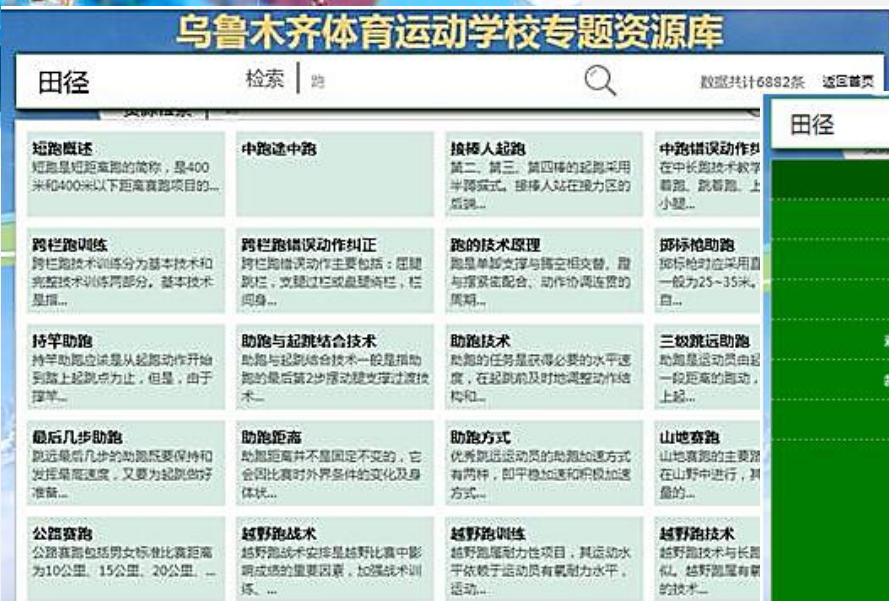 乌鲁木齐体育运动学校专题资源库
田径
检索
跑
数据共计6882条
返回首页
田径
短跑概述
短跑是短距离跑的简称，是400
米和400米以下距离赛跑项目的...
中跑途中跑
接棒人起跑
第二、第三、第四棒的起跑采用
半蹲踞式。接棒人站在接力区的
后端...
中跑错误动作纠
在中长跑技术教学
着跑、跳着跑、上
小腿...
跨栏跑训练
跨栏跑技术训练分为基本技术和
完整技术训练两部分。基本技术
是指...
跨栏跑错误动作纠正
跨栏跑错误动作主要包括：屈腿
跳栏，支腿过栏或盘腿绕栏，栏
间身...
跑的技术原理
跑是单脚支撑与腾空相交替、蹬
与摆紧密配合、动作协调连贯的
周期...
掷标枪助跑
掷标枪时应采用直
一般为25~35米。
自...
持竿助跑
持竿助跑应该是从起跑动作开始
到踏上起跳点为止，但是，由于
撑竿...
助跑与起跳结合技术
助跑与起跳结合技术一般是指助
跑的最后第2步摆动腿支撑过渡技
术...
助跑技术
助跑的任务是获得必要的水平速
度，在起跳前及时地调整动作结
构和...
三级跳远助跑
助跑是运动员由起
一段距离的跑动，
上起...
最后几步助跑
跳远最后几步的助跑既要保持和
发挥最高速度，又要为起跳做好
准备...
助跑距离
助跑距离并不是固定不变的，它
会因比赛时外界条件的变化及身
体状...
助跑方式
优秀跳远运动员的助跑加速方式
有两种，即平稳加速和积极加速
方式...
山地赛跑
山地赛跑的主要路
在山野中进行，其
量的...
公路赛跑
公路赛跑包括男女标准比赛距离
为10公里、15公里、20公里、...
越野跑战术
越野跑战术安排是越野比赛中影
响成绩的重要因素，加强战术训
练、...
越野跑训练
越野跑属耐力性项目，其运动水
平依赖于运动员有氧耐力水平，
运动...
越野跑技术
越野跑技术与长跑
似。越野跑属有氧
的技术...